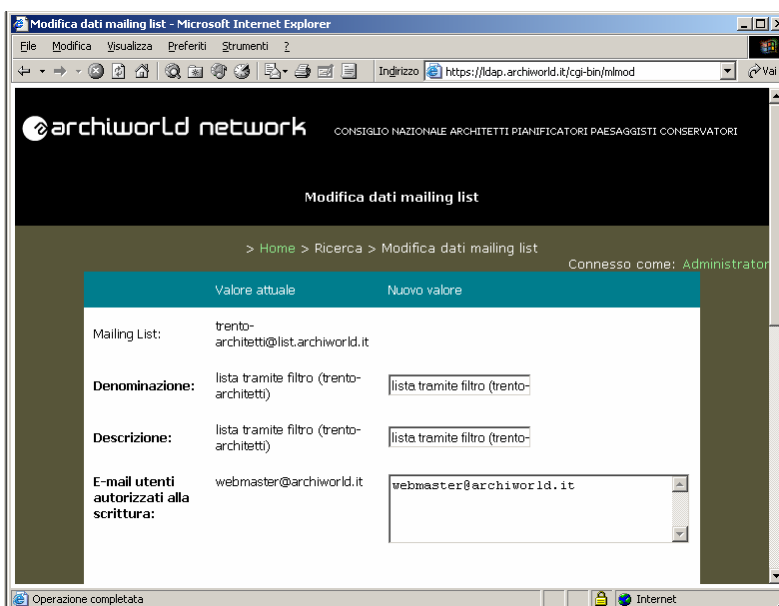 Modifica dati mailing list - Microsoft Internet Explorer
File Modifica Visualizza Preferiti Strumenti ?
Indirizzo https://ldap.archiworld.it/cgi-bin/mlmod Vai
archiworld network CONSIGLIO NAZIONALE ARCHITETTI PIANIFICATORI PAESAGGISTI CONSERVATORI
Modifica dati mailing list
> Home > Ricerca > Modifica dati mailing list
Connesso come: Administrator
Valore attuale Nuovo valore
Mailing List: trento-
architetti@list.archiworld.it
Denominazione: lista tramite filtro (trento- lista tramite filtro (trento-
architetti)
Descrizione: lista tramite filtro (trento- lista tramite filtro (trento-
architetti)
E-mail utenti webmaster@archiworld.it webmaster@archiworld.it
autorizzati alla
scrittura:
Operazione completata Internet